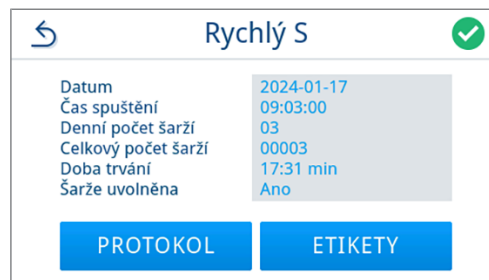 Rychlý S
Datum 2024-01-17
Čas spuštění 09:03:00
Denní počet šarží 03
Celkový počet šarží 00003
Doba trvání 17:31 min
Šarže uvolněna Ano
PROTOKOL ETIKETY